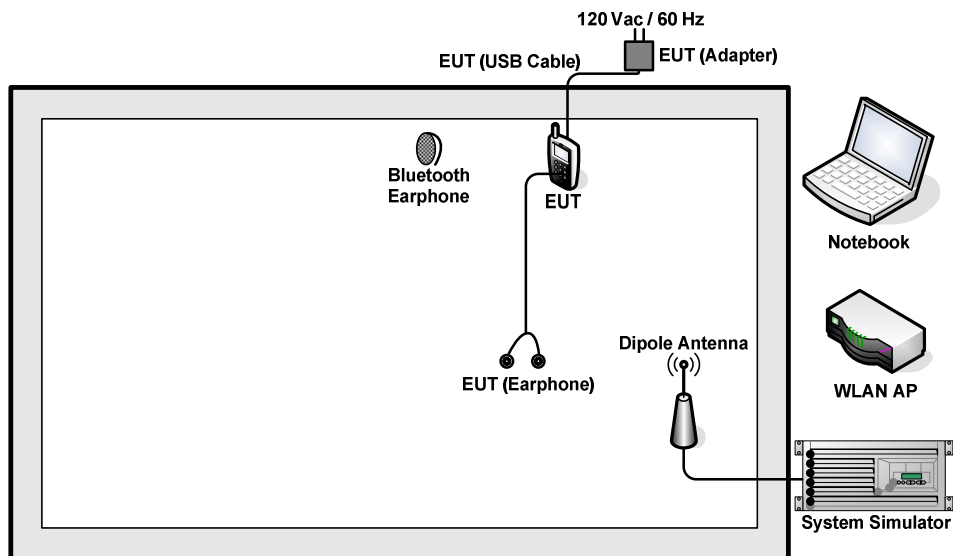 120 Vac / 60 Hz
EUT (USB Cable)
EUT (Adapter)
Bluetooth
Earphone
EUT
Notebook
Dipole Antenna
EUT (Earphone)
WLAN AP
System Simulator